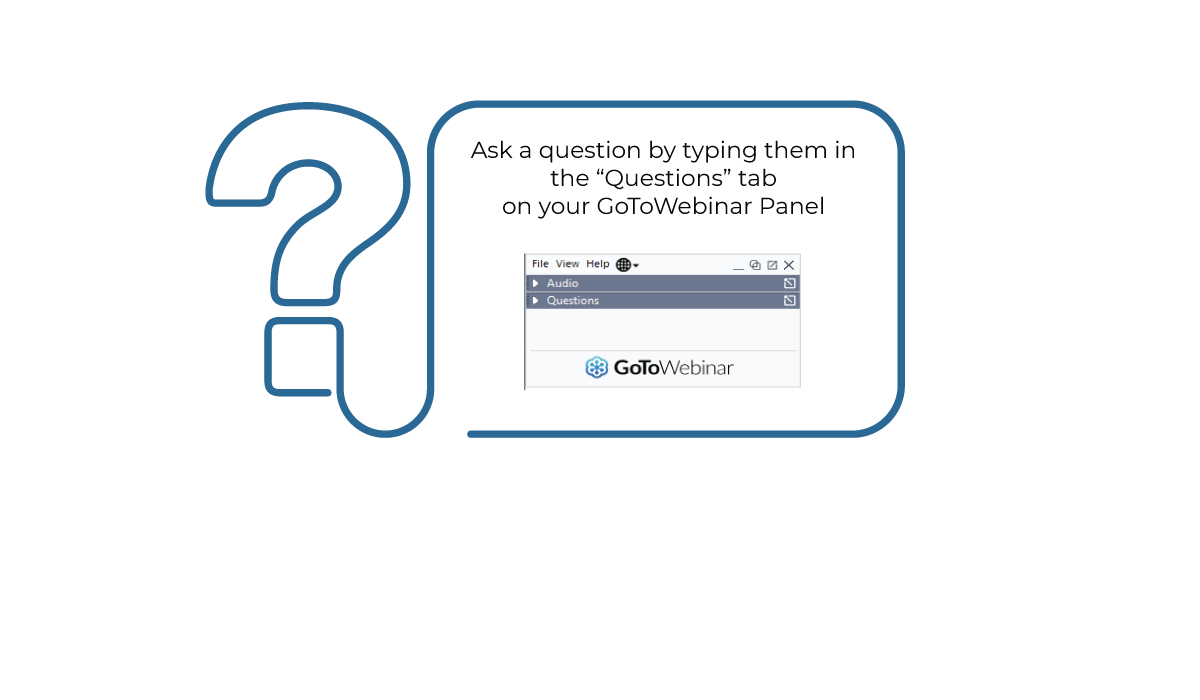 Ask a question by typing them in
the “Questions” tab
on your GoToWebinar Panel
File View Help
Audio
Questions
GoToWebinar